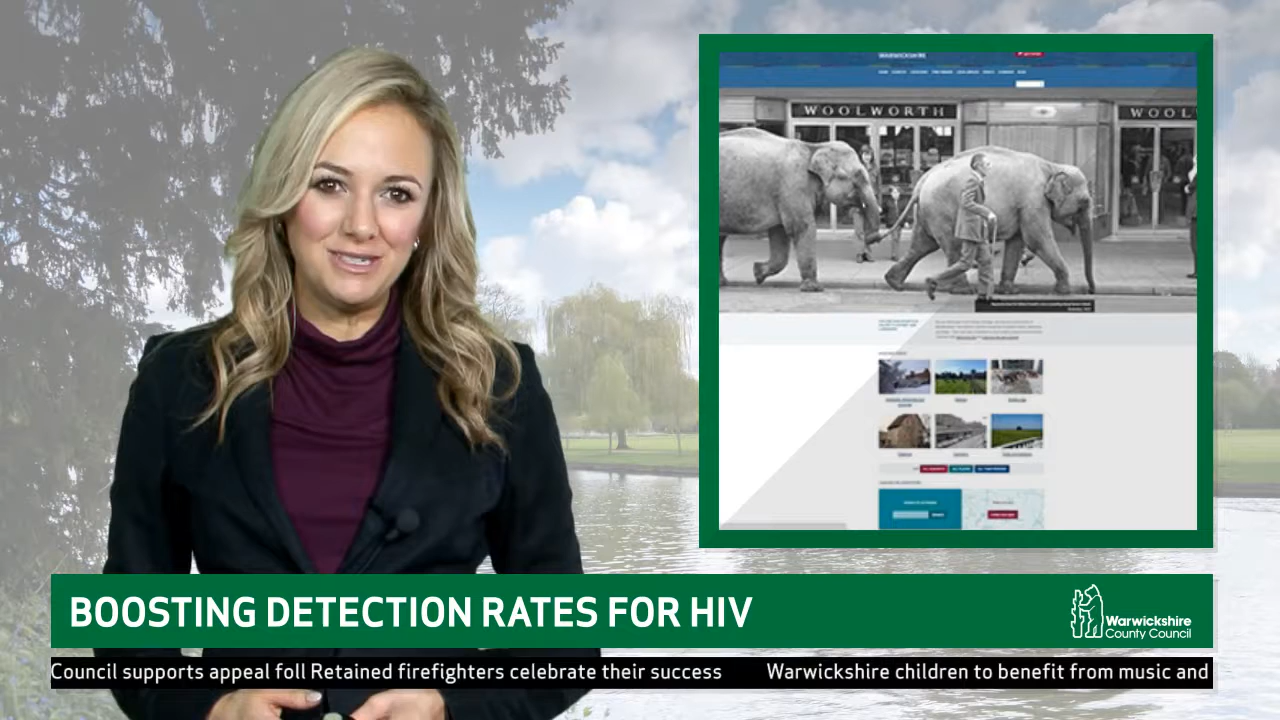 WARWICKSHIRE
WOOLWORTH
WOOL
BOOSTING DETECTION RATES FOR HIV
Warwickshire
County Council
Council supports appeal foll Retained firefighters celebrate their success Warwickshire children to benefit from music and